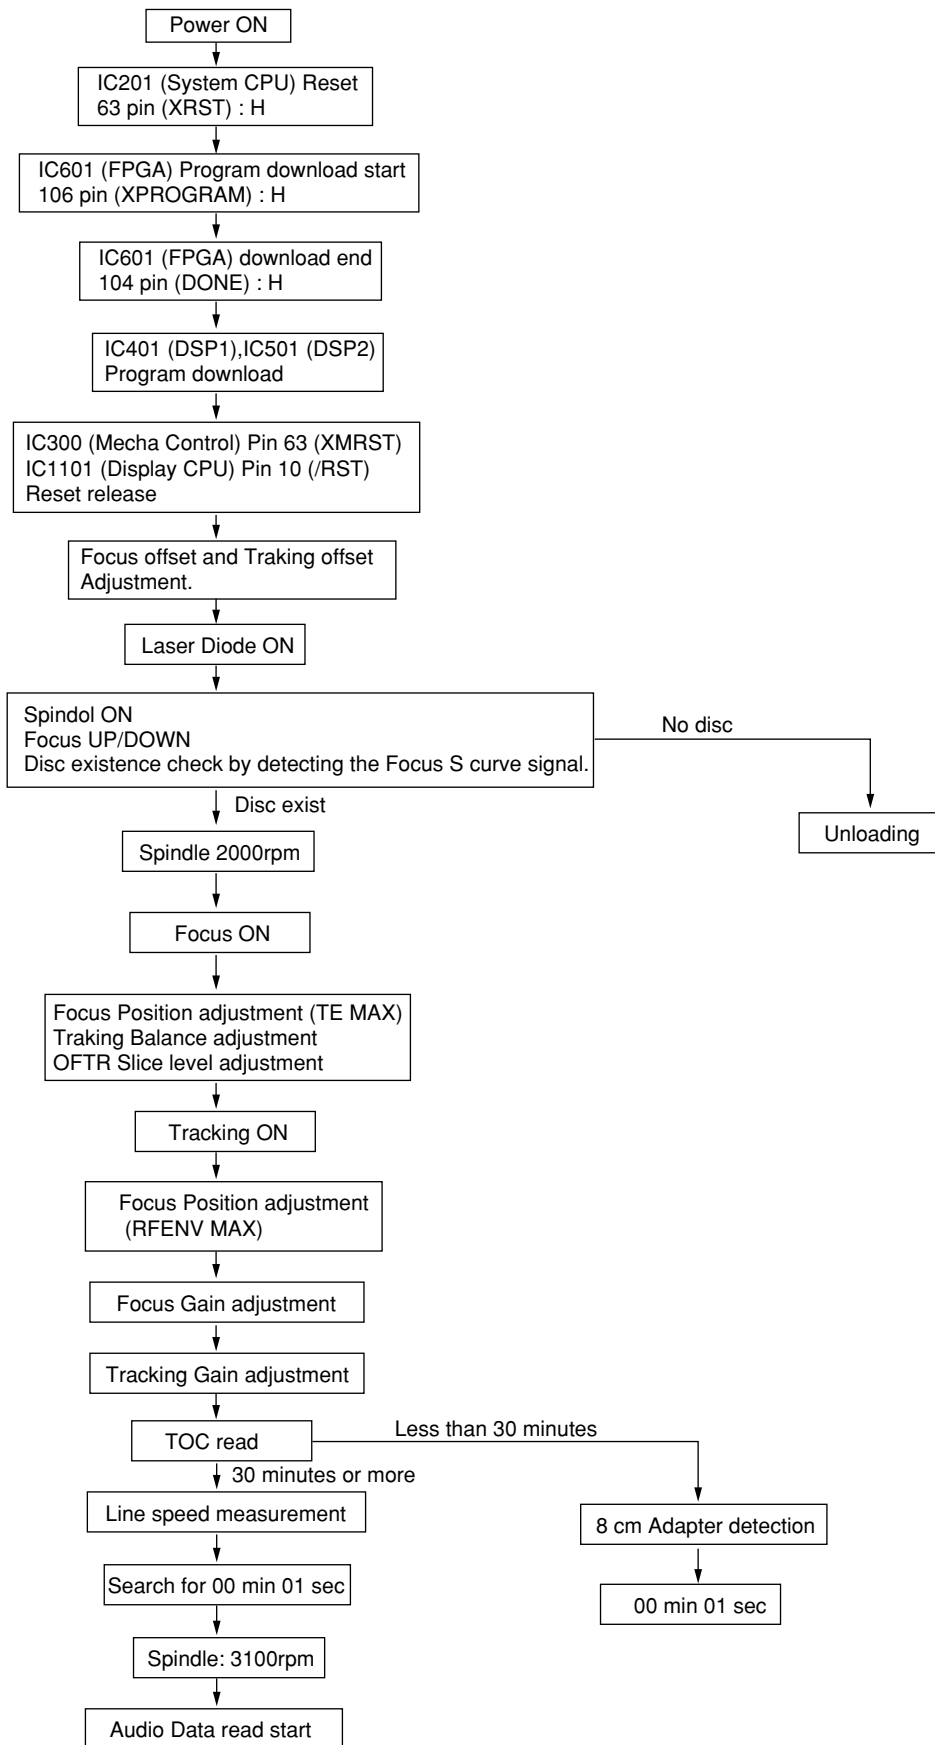 Power ON
IC201 (System CPU) Reset
63 pin (XRST) : H
IC601 (FPGA) Program download start
106 pin (XPROGRAM) : H
IC601 (FPGA) download end
104 pin (DONE) : H
IC401 (DSP1),IC501 (DSP2)
Program download
IC300 (Mecha Control) Pin 63 (XMRST)
IC1101 (Display CPU) Pin 10 (/RST)
Reset release
Focus offset and Traking offset
Adjustment.
Laser Diode ON
Spindol ON
Focus UP/DOWN
Disc existence check by detecting the Focus S curve signal.
No disc
Unloading
Disc exist
Spindle 2000rpm
Focus ON
Focus Position adjustment (TE MAX)
Traking Balance adjustment
OFTR Slice level adjustment
Tracking ON
Focus Position adjustment
(RFENV MAX)
Focus Gain adjustment
Tracking Gain adjustment
TOC read
Less than 30 minutes
30 minutes or more
Line speed measurement
8 cm Adapter detection
Search for 00 min 01 sec
00 min 01 sec
Spindle: 3100rpm
Audio Data read start